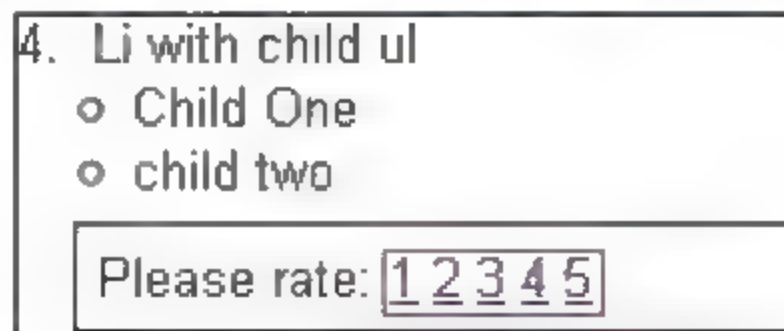 4. Li with child ul
Child One
child two
Please rate: 1 2 3 4 5